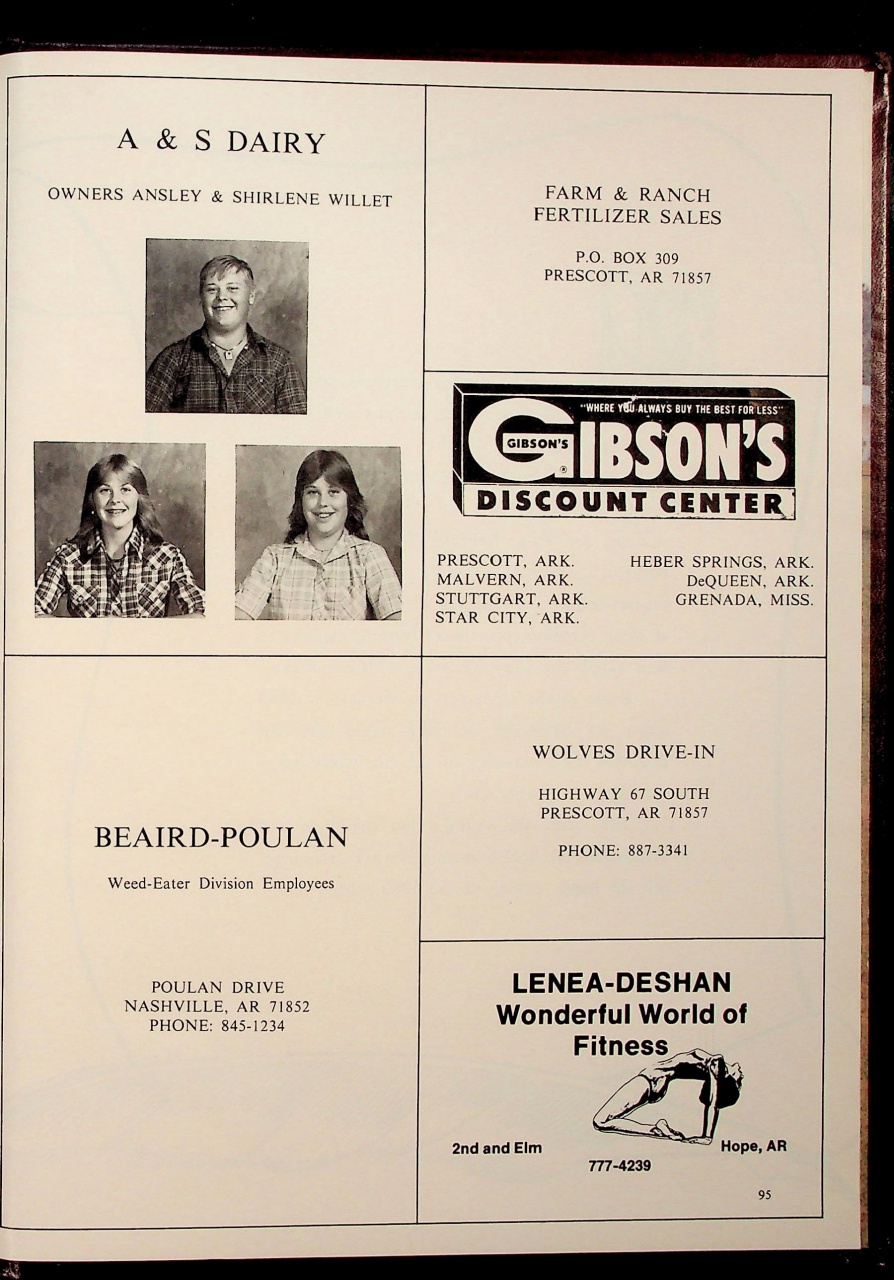 A & S DAIRY
OWNERS ANSLEY & SHIRLENE WILLET
BEAIRD-POULAN
Weed-Eater Division Employees
POULAN DRIVE
NASHVILLE, AR 71852
PHONE: 845-1234
FARM & RANCH
FERTILIZER SALES
P.O. BOX 309
PRESCOTT, AR 71857
"WHERE YOU ALWAYS BUY THE BEST FOR LESS"
GIBSON'S
GIBSON'S
®
DISCOUNT CENTER
PRESCOTT, ARK. HEBER SPRINGS, ARK.
MALVERN, ARK. DeQUEEN, ARK.
STUTTGART, ARK. GRENADA, MISS.
STAR CITY, ARK.
WOLVES DRIVE-IN
HIGHWAY 67 SOUTH
PRESCOTT, AR 71857
PHONE: 887-3341
LENEA-DESHAN
Wonderful World of
Fitness
2nd and Elm Hope, AR
777-4239
95